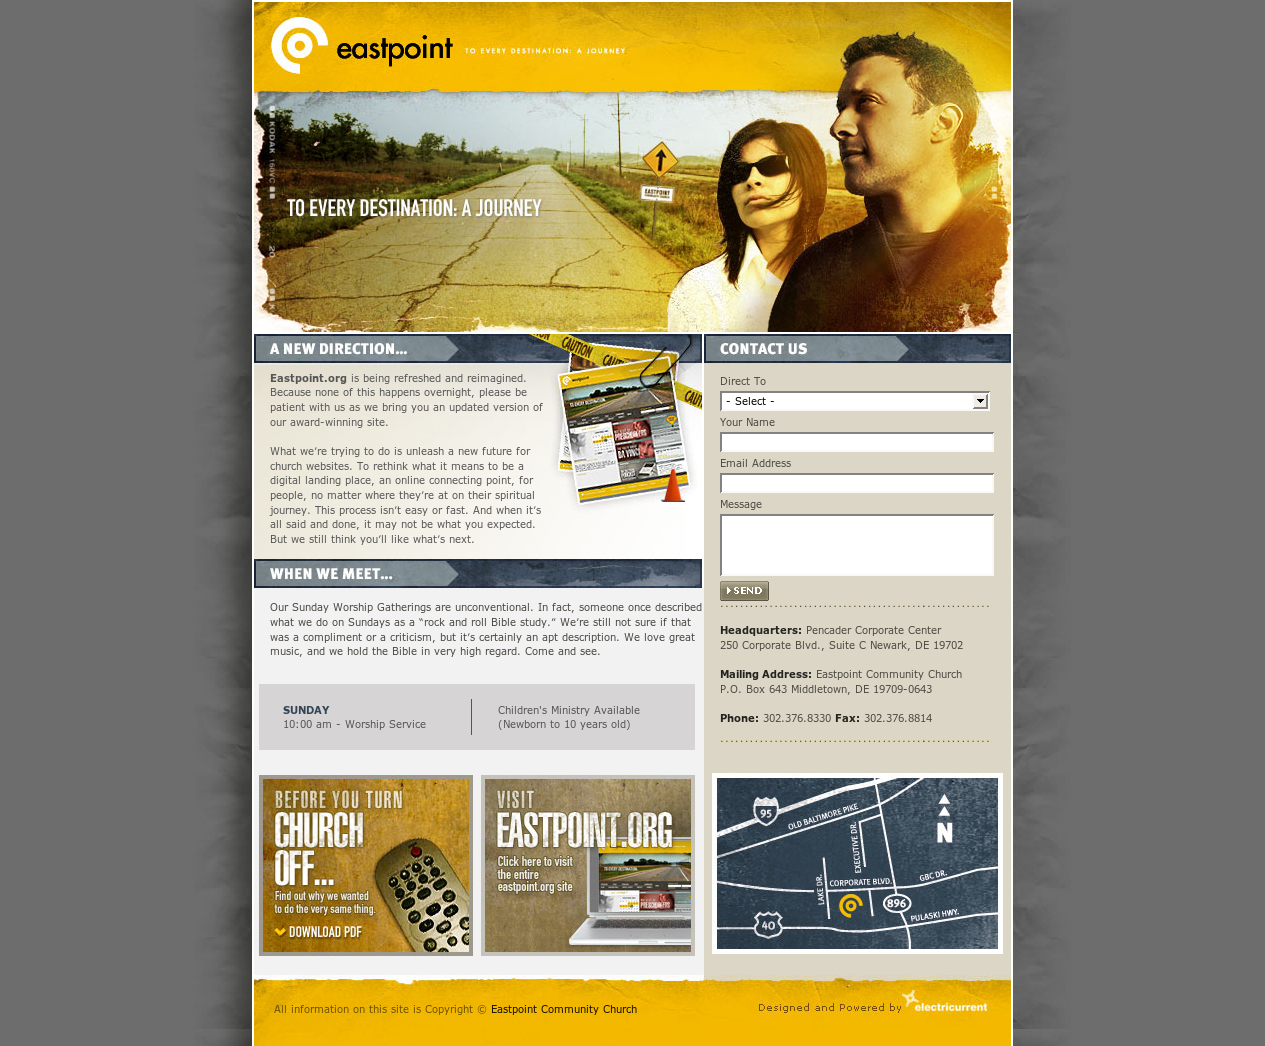 eastpoint TO EVERY DESTINATION: A JOURNEY
KODAK 160VC
20
EASTPOINT
TO EVERY DESTINATION: A JOURNEY
A NEW DIRECTION...
CAUTION CAUTION
Eastpoint.org is being refreshed and reimagined.
Because none of this happens overnight, please be
patient with us as we bring you an updated version of
our award-winning site.
What we’re trying to do is unleash a new future for
church websites. To rethink what it means to be a
digital landing place, an online connecting point, for
people, no matter where they’re at on their spiritual
journey. This process isn’t easy or fast. And when it’s
all said and done, it may not be what you expected.
But we still think you’ll like what’s next.
WHEN WE MEET...
Our Sunday Worship Gatherings are unconventional. In fact, someone once described
what we do on Sundays as a “rock and roll Bible study.” We’re still not sure if that
was a compliment or a criticism, but it’s certainly an apt description. We love great
music, and we hold the Bible in very high regard. Come and see.
SUNDAY
10:00 am - Worship Service
Children's Ministry Available
(Newborn to 10 years old)
BEFORE YOU TURN
CHURCH
OFF...
Find out why we wanted
to do the very same thing.
DOWNLOAD PDF
VISIT
EASTPOINT.ORG
Click here to visit
the entire
eastpoint.org site
CONTACT US
Direct To
- Select -
Your Name
Email Address
Message
SEND
Headquarters: Pencader Corporate Center
250 Corporate Blvd., Suite C Newark, DE 19702
Mailing Address: Eastpoint Community Church
P.O. Box 643 Middletown, DE 19709-0643
Phone: 302.376.8330 Fax: 302.376.8814
95
OLD BALTIMORE PIKE
N
EXECUTIVE DR.
LAKE DR.
CORPORATE BLVD.
GBC DR.
896
PULASKI HWY.
40
All information on this site is Copyright © Eastpoint Community Church
Designed and Powered by electricurrent